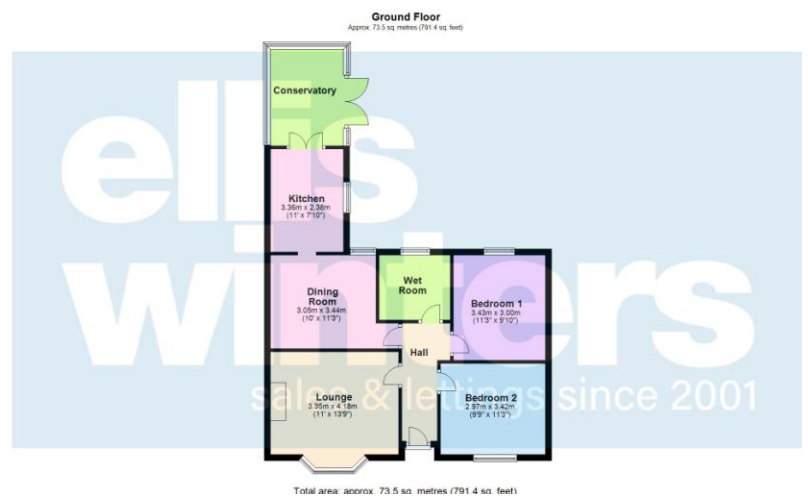 Ground Floor
Approx. 73.5 sq. metres (791.4 sq. feet)
Conservatory
Kitchen
3.36m x 2.38m
(11' x 7'10")
Dining
Room
3.05m x 3.44m
(10' x 11'3")
Wet
Room
Bedroom 1
3.43m x 3.00m
(11'3" x 9'10")
Hall
Lounge
3.35m x 4.18m
(11' x 13'9")
Bedroom 2
2.97m x 3.42m
(9'9" x 11'3")
ellis
winters
sales & lettings since 2001
Total area: approx. 73.5 sq. metres (791.4 sq. feet)